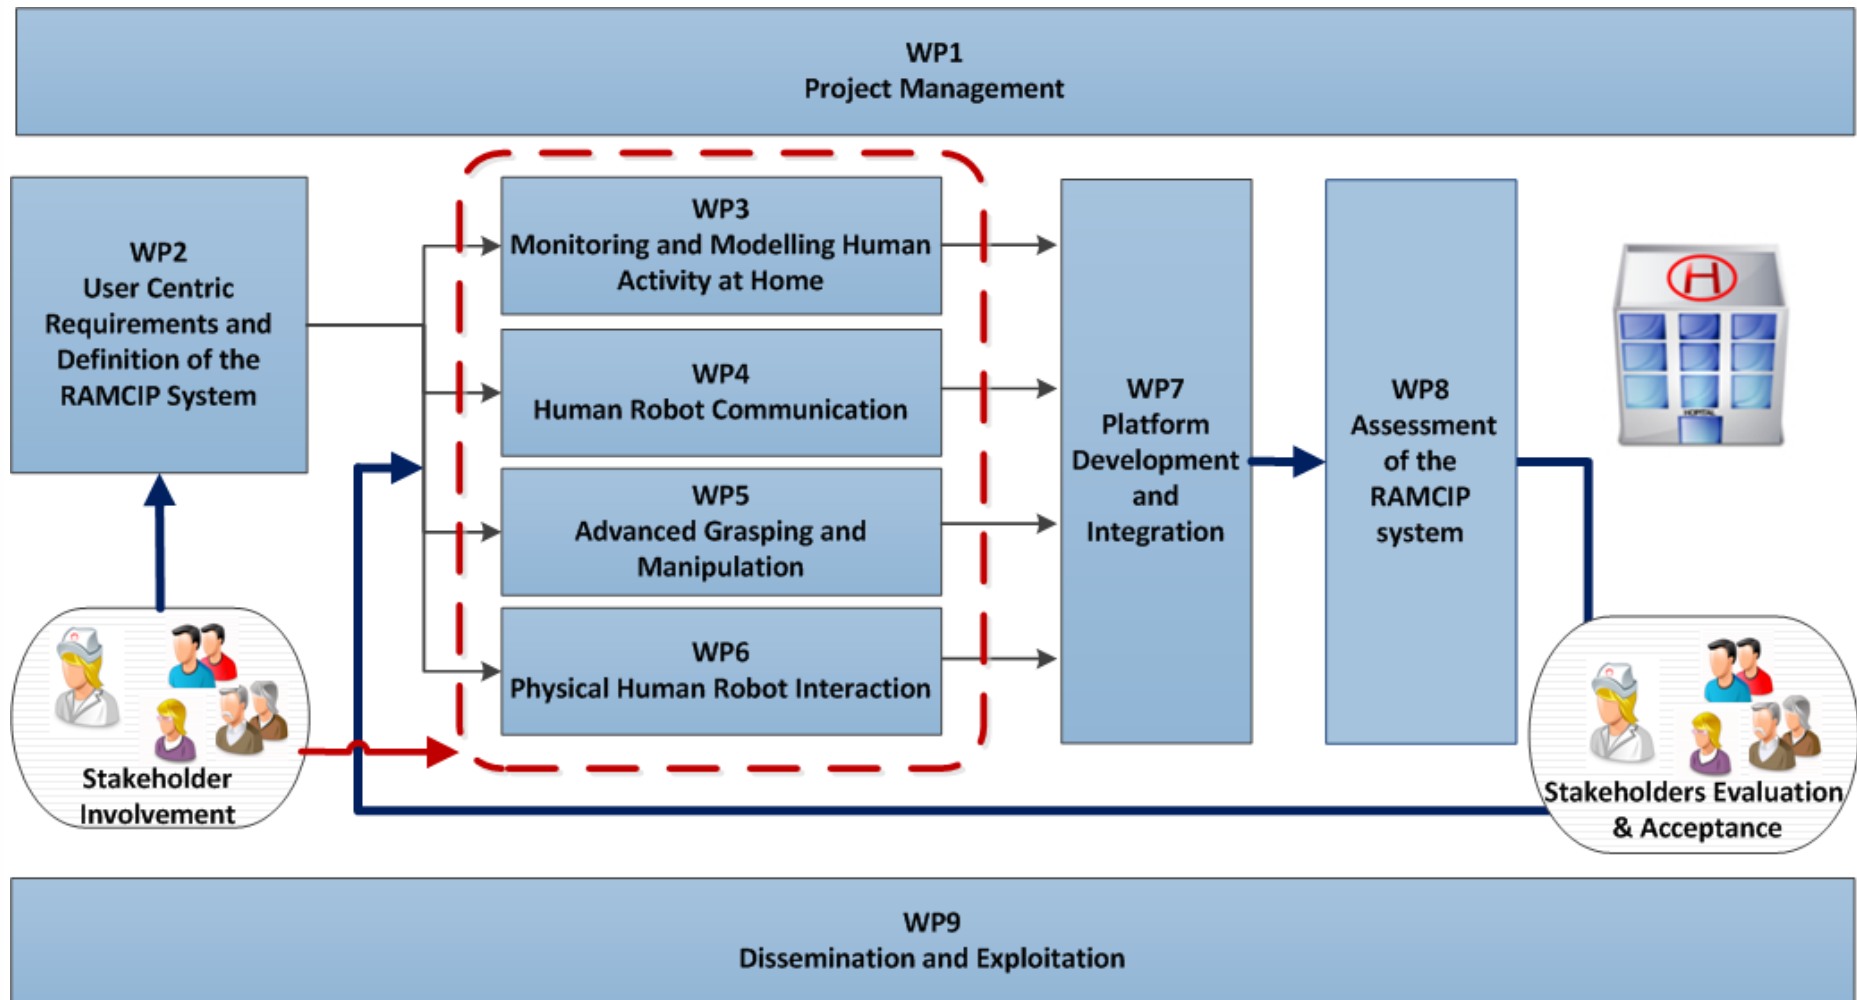 WP1
Project Management
WP2
User Centric
Requirements and
Definition of the
RAMCIP System
WP3
Monitoring and Modelling Human
Activity at Home
WP4
Human Robot Communication
WP5
Advanced Grasping and
Manipulation
WP6
Physical Human Robot Interaction
WP7
Platform
Development
and
Integration
WP8
Assessment
of the
RAMCIP
system
H
HOPITAL
Stakeholder
Involvement
Stakeholders Evaluation
& Acceptance
WP9
Dissemination and Exploitation